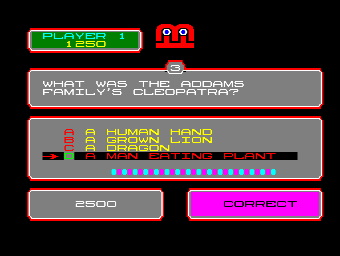 PLAYER 1
1250
3
WHAT WAS THE ADDAMS
FAMILY'S CLEOPATRA?
A A HUMAN HAND
B A GROWN LION
C A DRAGON
D A MAN EATING PLANT
2500
CORRECT